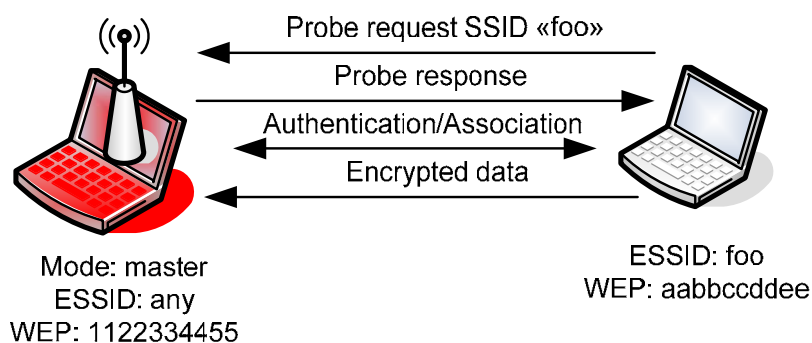 Probe request SSID «foo»
Probe response
Authentication/Association
Encrypted data
Mode: master
ESSID: any
WEP: 1122334455
ESSID: foo
WEP: aabbccddee